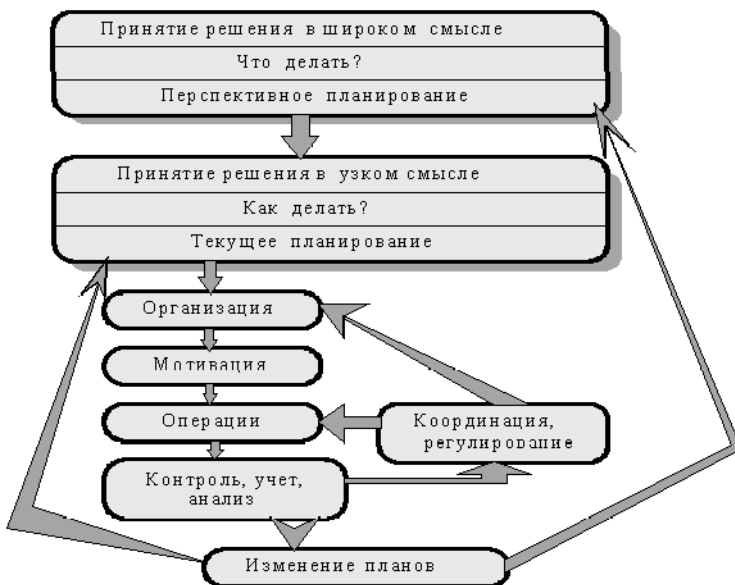 Принятие решения в широком смысле
Что делать?
Перспективное планирование
Принятие решения в узком смысле
Как делать?
Текущее планирование
Организация
Мотивация
Операции
Координация,
регулирование
Контроль, учет,
анализ
Изменение планов